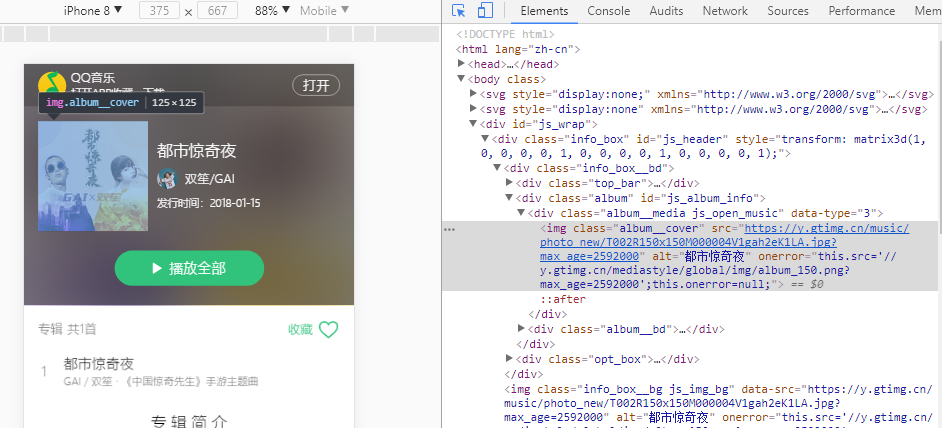 iPhone 8 ▼ 375 × 667 88% ▼ Mobile ▼
Elements Console Audits Network Sources Performance Mem
QQ音乐
打开
img.album__cover 125×125
都市惊奇夜
GAI×双笙
都市惊奇夜
双笙/GAI
发行时间：2018-01-15
▶ 播放全部
专辑 共1首
收藏
1
都市惊奇夜
GAI / 双笙 · 《中国惊奇先生》手游主题曲
专辑简介
<!DOCTYPE html>
<html lang="zh-cn">
▶<head>…</head>
▼<body class>
▶<svg style="display:none;" xmlns="http://www.w3.org/2000/svg">…</svg>
▶<svg style="display:none" xmlns="http://www.w3.org/2000/svg">…</svg>
▼<div id="js_wrap">
▼<div class="info_box" id="js_header" style="transform: matrix3d(1,
0, 0, 0, 0, 1, 0, 0, 0, 0, 1, 0, 0, 0, 0, 1);">
▼<div class="info_box__bd">
▶<div class="top_bar">…</div>
▼<div class="album" id="js_album_info">
▼<div class="album__media js_open_music" data-type="3">
… <img class="album__cover" src="https://y.gtimg.cn/music/
photo_new/T002R150x150M000004V1gah2eK1LA.jpg?
max_age=2592000" alt="都市惊奇夜" onerror="this.src='//
y.gtimg.cn/mediastyle/global/img/album_150.png?
max_age=2592000';this.onerror=null;"> == $0
::after
</div>
▶<div class="album__bd">…</div>
</div>
▶<div class="opt_box">…</div>
</div>
<img class="info_box__bg js_img_bg" data-src="https://y.gtimg.cn/
music/photo_new/T002R150x150M000004V1gah2eK1LA.jpg?
max_age=2592000" alt="都市惊奇夜" onerror="this.src='//y.gtimg.cn/